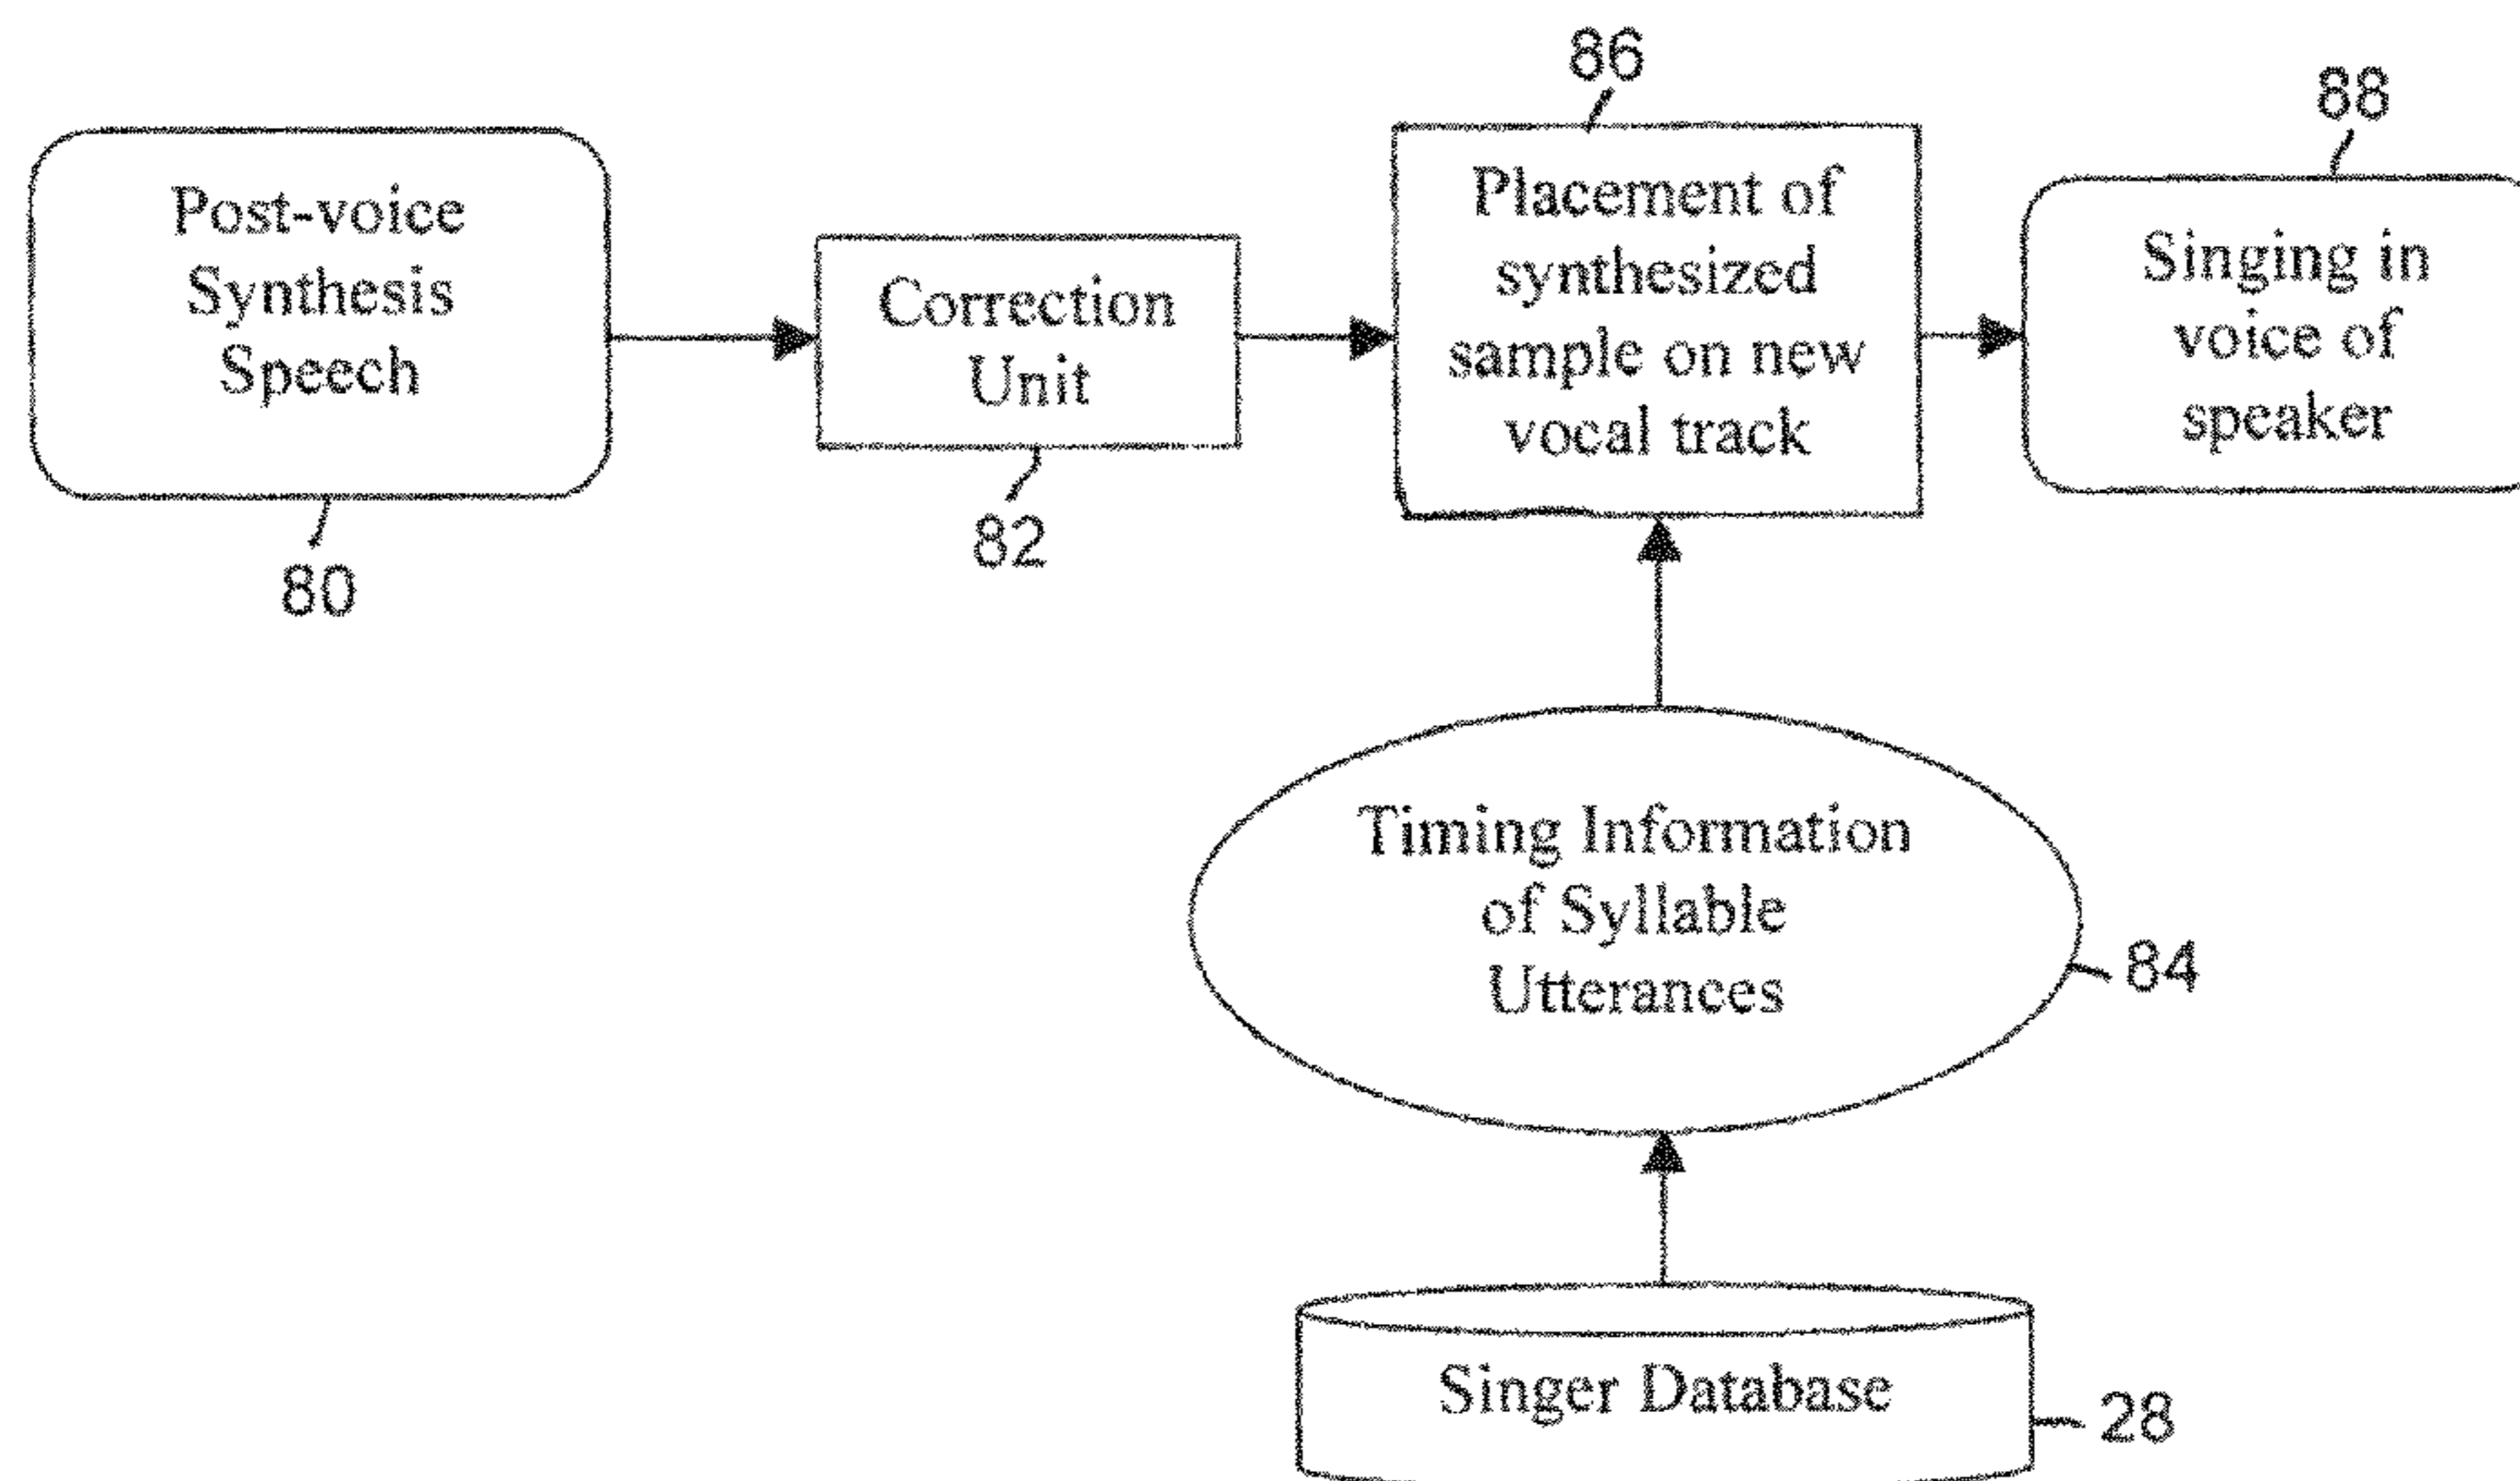 86
88
Post-voice
Synthesis
Speech
80
Correction
Unit
82
Placement of
synthesized
sample on new
vocal track
Singing in
voice of
speaker
Timing Information
of Syllable
Utterances
84
Singer Database
28